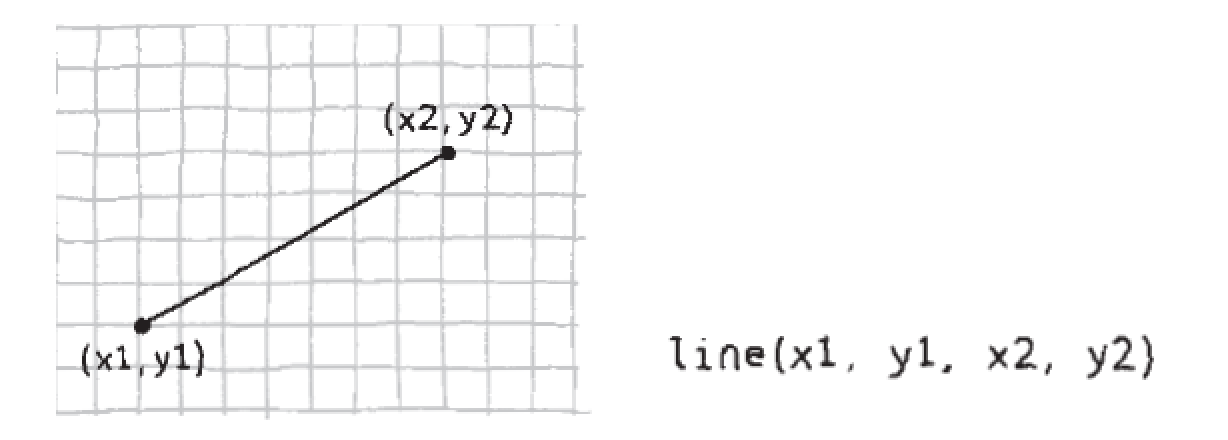 (x2,y2)
(x1,y1)
line(x1, y1, x2, y2)